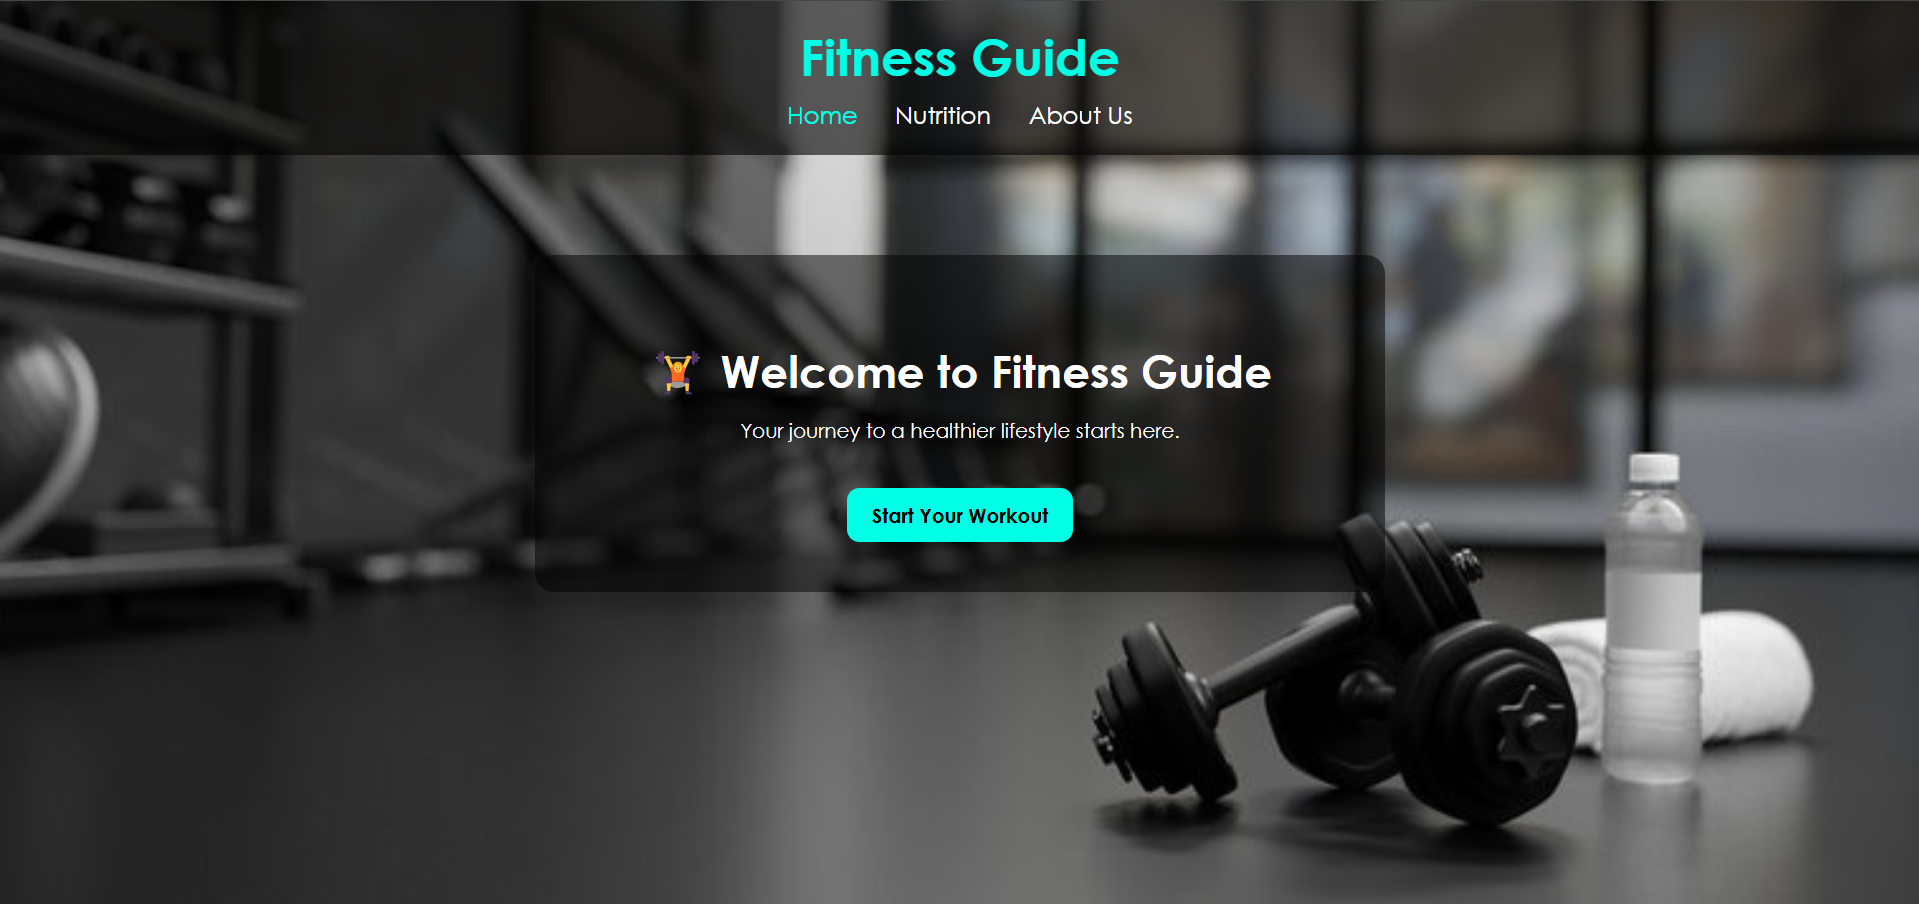 Fitness Guide
Home Nutrition About Us
🏋️ Welcome to Fitness Guide
Your journey to a healthier lifestyle starts here.
Start Your Workout